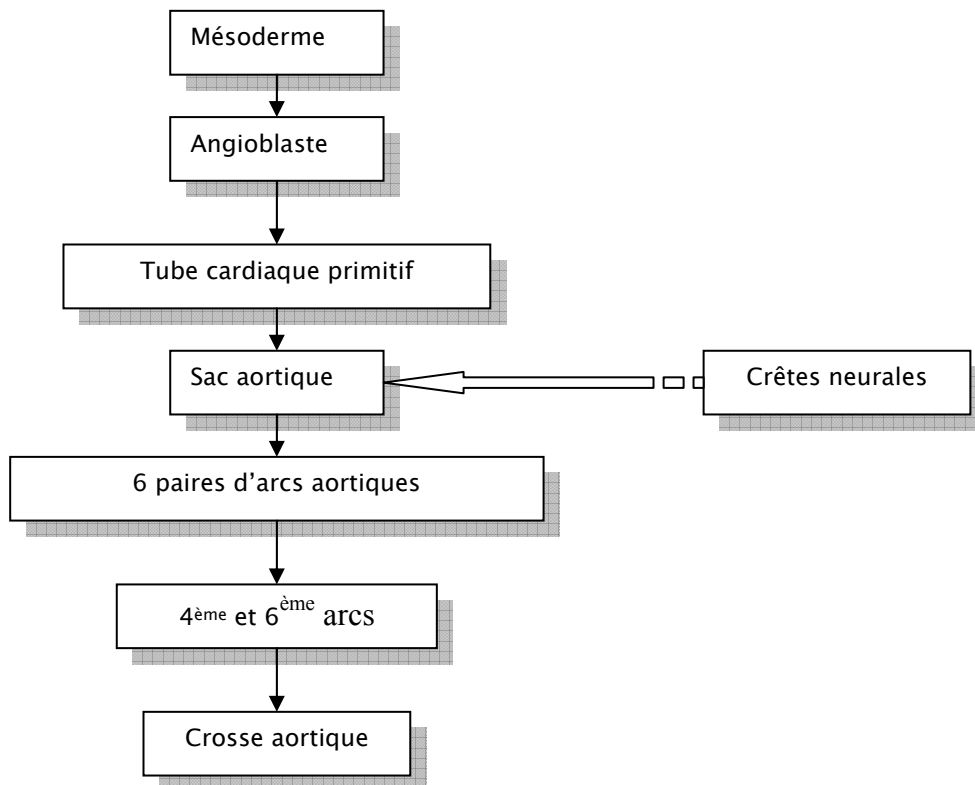 Mésoderme
Angioblaste
Tube cardiaque primitif
Sac aortique
Crêtes neurales
6 paires d’arcs aortiques
4ème et 6ème arcs
Crosse aortique